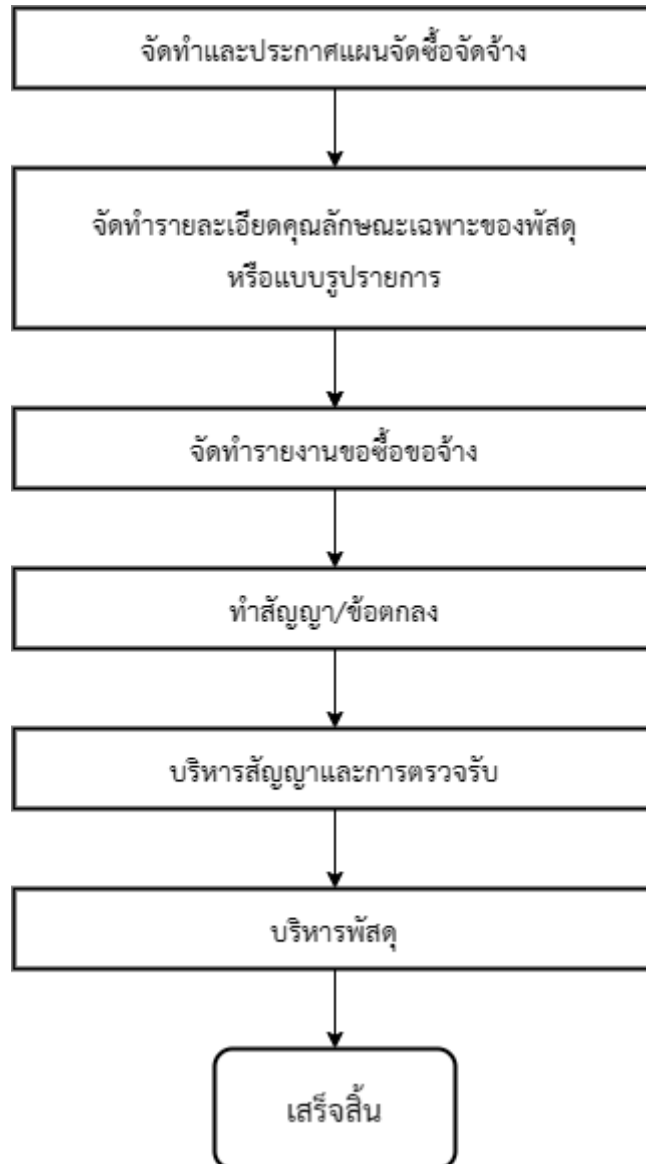 จัดทำและประกาศแผนจัดซื้อจัดจ้าง
จัดทำรายละเอียดคุณลักษณะเฉพาะของพัสดุ
หรือแบบรูปรายการ
จัดทำรายงานขอซื้อขอจ้าง
ทำสัญญา/ข้อตกลง
บริหารสัญญาและการตรวจรับ
บริหารพัสดุ
เสร็จสิ้น